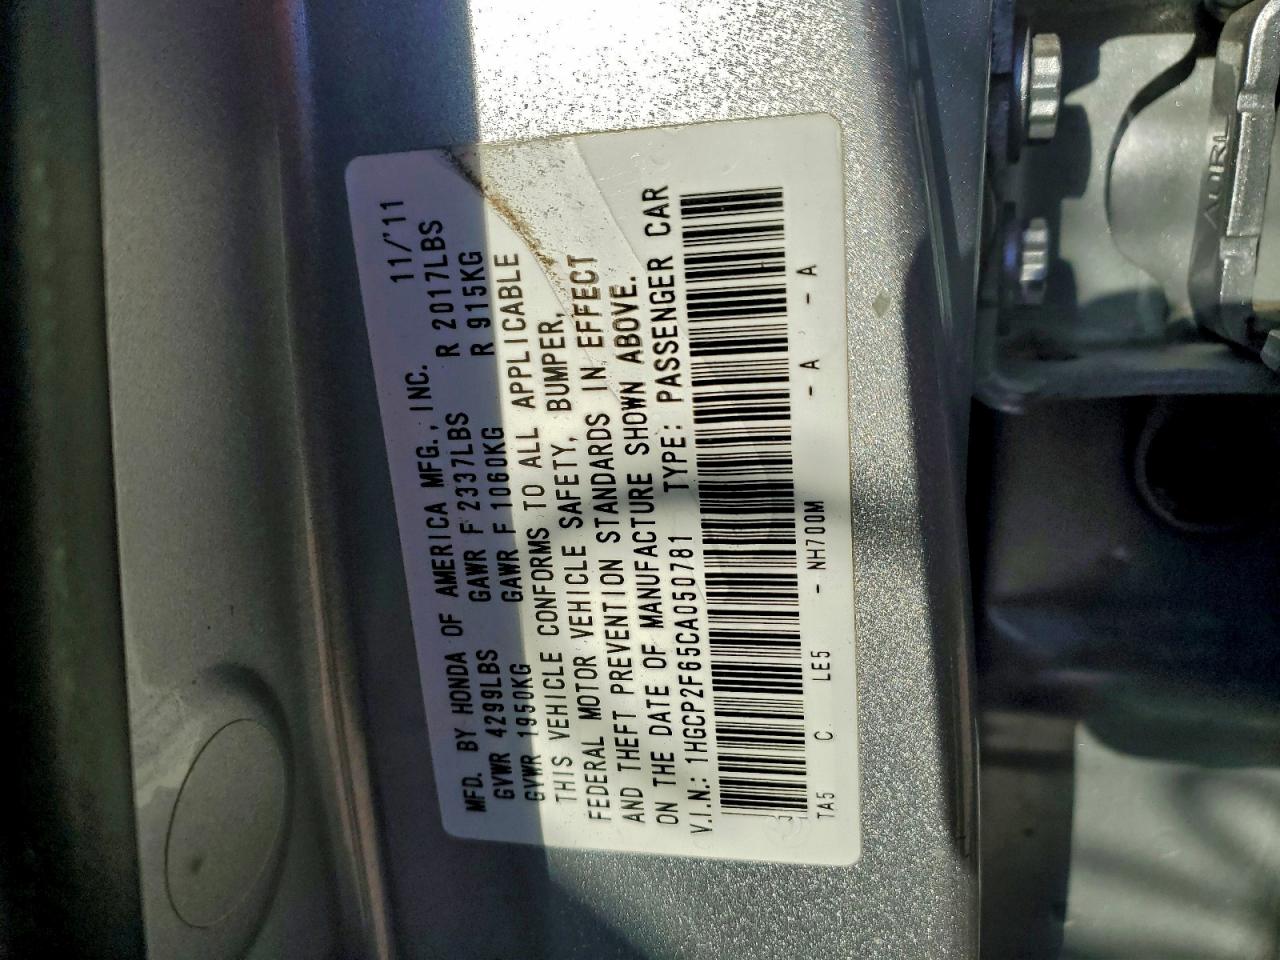 MFD. BY HONDA OF AMERICA MFG., INC. 11/'11
GVWR 4299LBS GAWR F 2337LBS R 2017LBS
GVWR 1950KG GAWR F 1060KG R 915KG
THIS VEHICLE CONFORMS TO ALL APPLICABLE
FEDERAL MOTOR VEHICLE SAFETY, BUMPER,
AND THEFT PREVENTION STANDARDS IN EFFECT
ON THE DATE OF MANUFACTURE SHOWN ABOVE.
V.I.N.: 1HGCP2F65CA050781 TYPE: PASSENGER CAR
TA5 C LE5 - NH700M - A - A